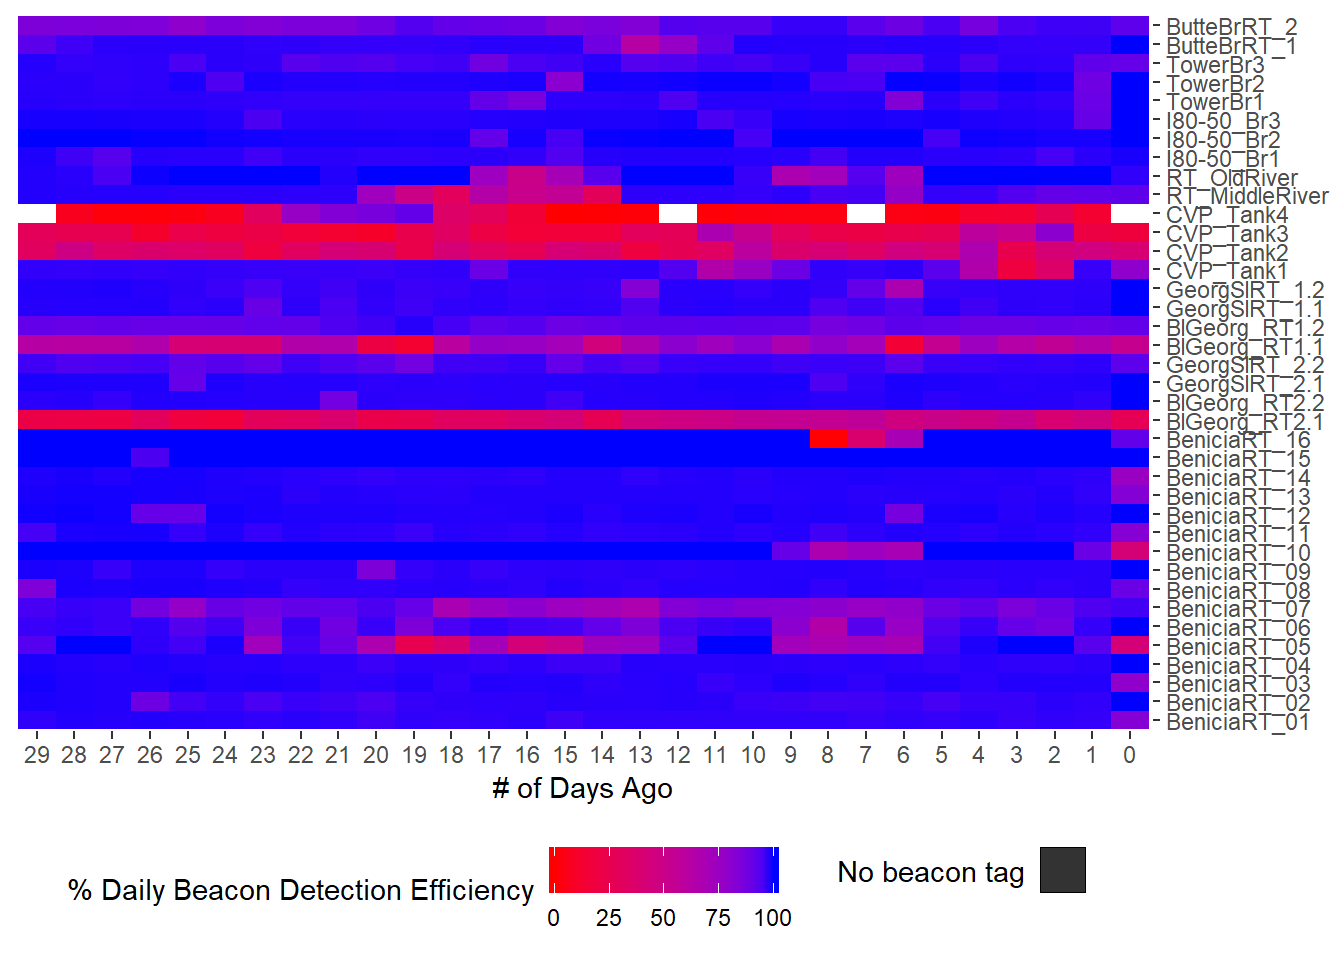 ButteBrRT_2
ButteBrRT_1
TowerBr3
TowerBr2
TowerBr1
I80-50_Br3
I80-50_Br2
I80-50_Br1
RT_OldRiver
RT_MiddleRiver
CVP_Tank4
CVP_Tank3
CVP_Tank2
CVP_Tank1
GeorgSlRT_1.2
GeorgSlRT_1.1
BlGeorg_RT1.2
BlGeorg_RT1.1
GeorgSlRT_2.2
GeorgSlRT_2.1
BlGeorg_RT2.2
BlGeorg_RT2.1
BeniciaRT_16
BeniciaRT_15
BeniciaRT_14
BeniciaRT_13
BeniciaRT_12
BeniciaRT_11
BeniciaRT_10
BeniciaRT_09
BeniciaRT_08
BeniciaRT_07
BeniciaRT_06
BeniciaRT_05
BeniciaRT_04
BeniciaRT_03
BeniciaRT_02
BeniciaRT_01
29 28 27 26 25 24 23 22 21 20 19 18 17 16 15 14 13 12 11 10 9 8 7 6 5 4 3 2 1 0
# of Days Ago
% Daily Beacon Detection Efficiency
0 25 50 75 100
No beacon tag